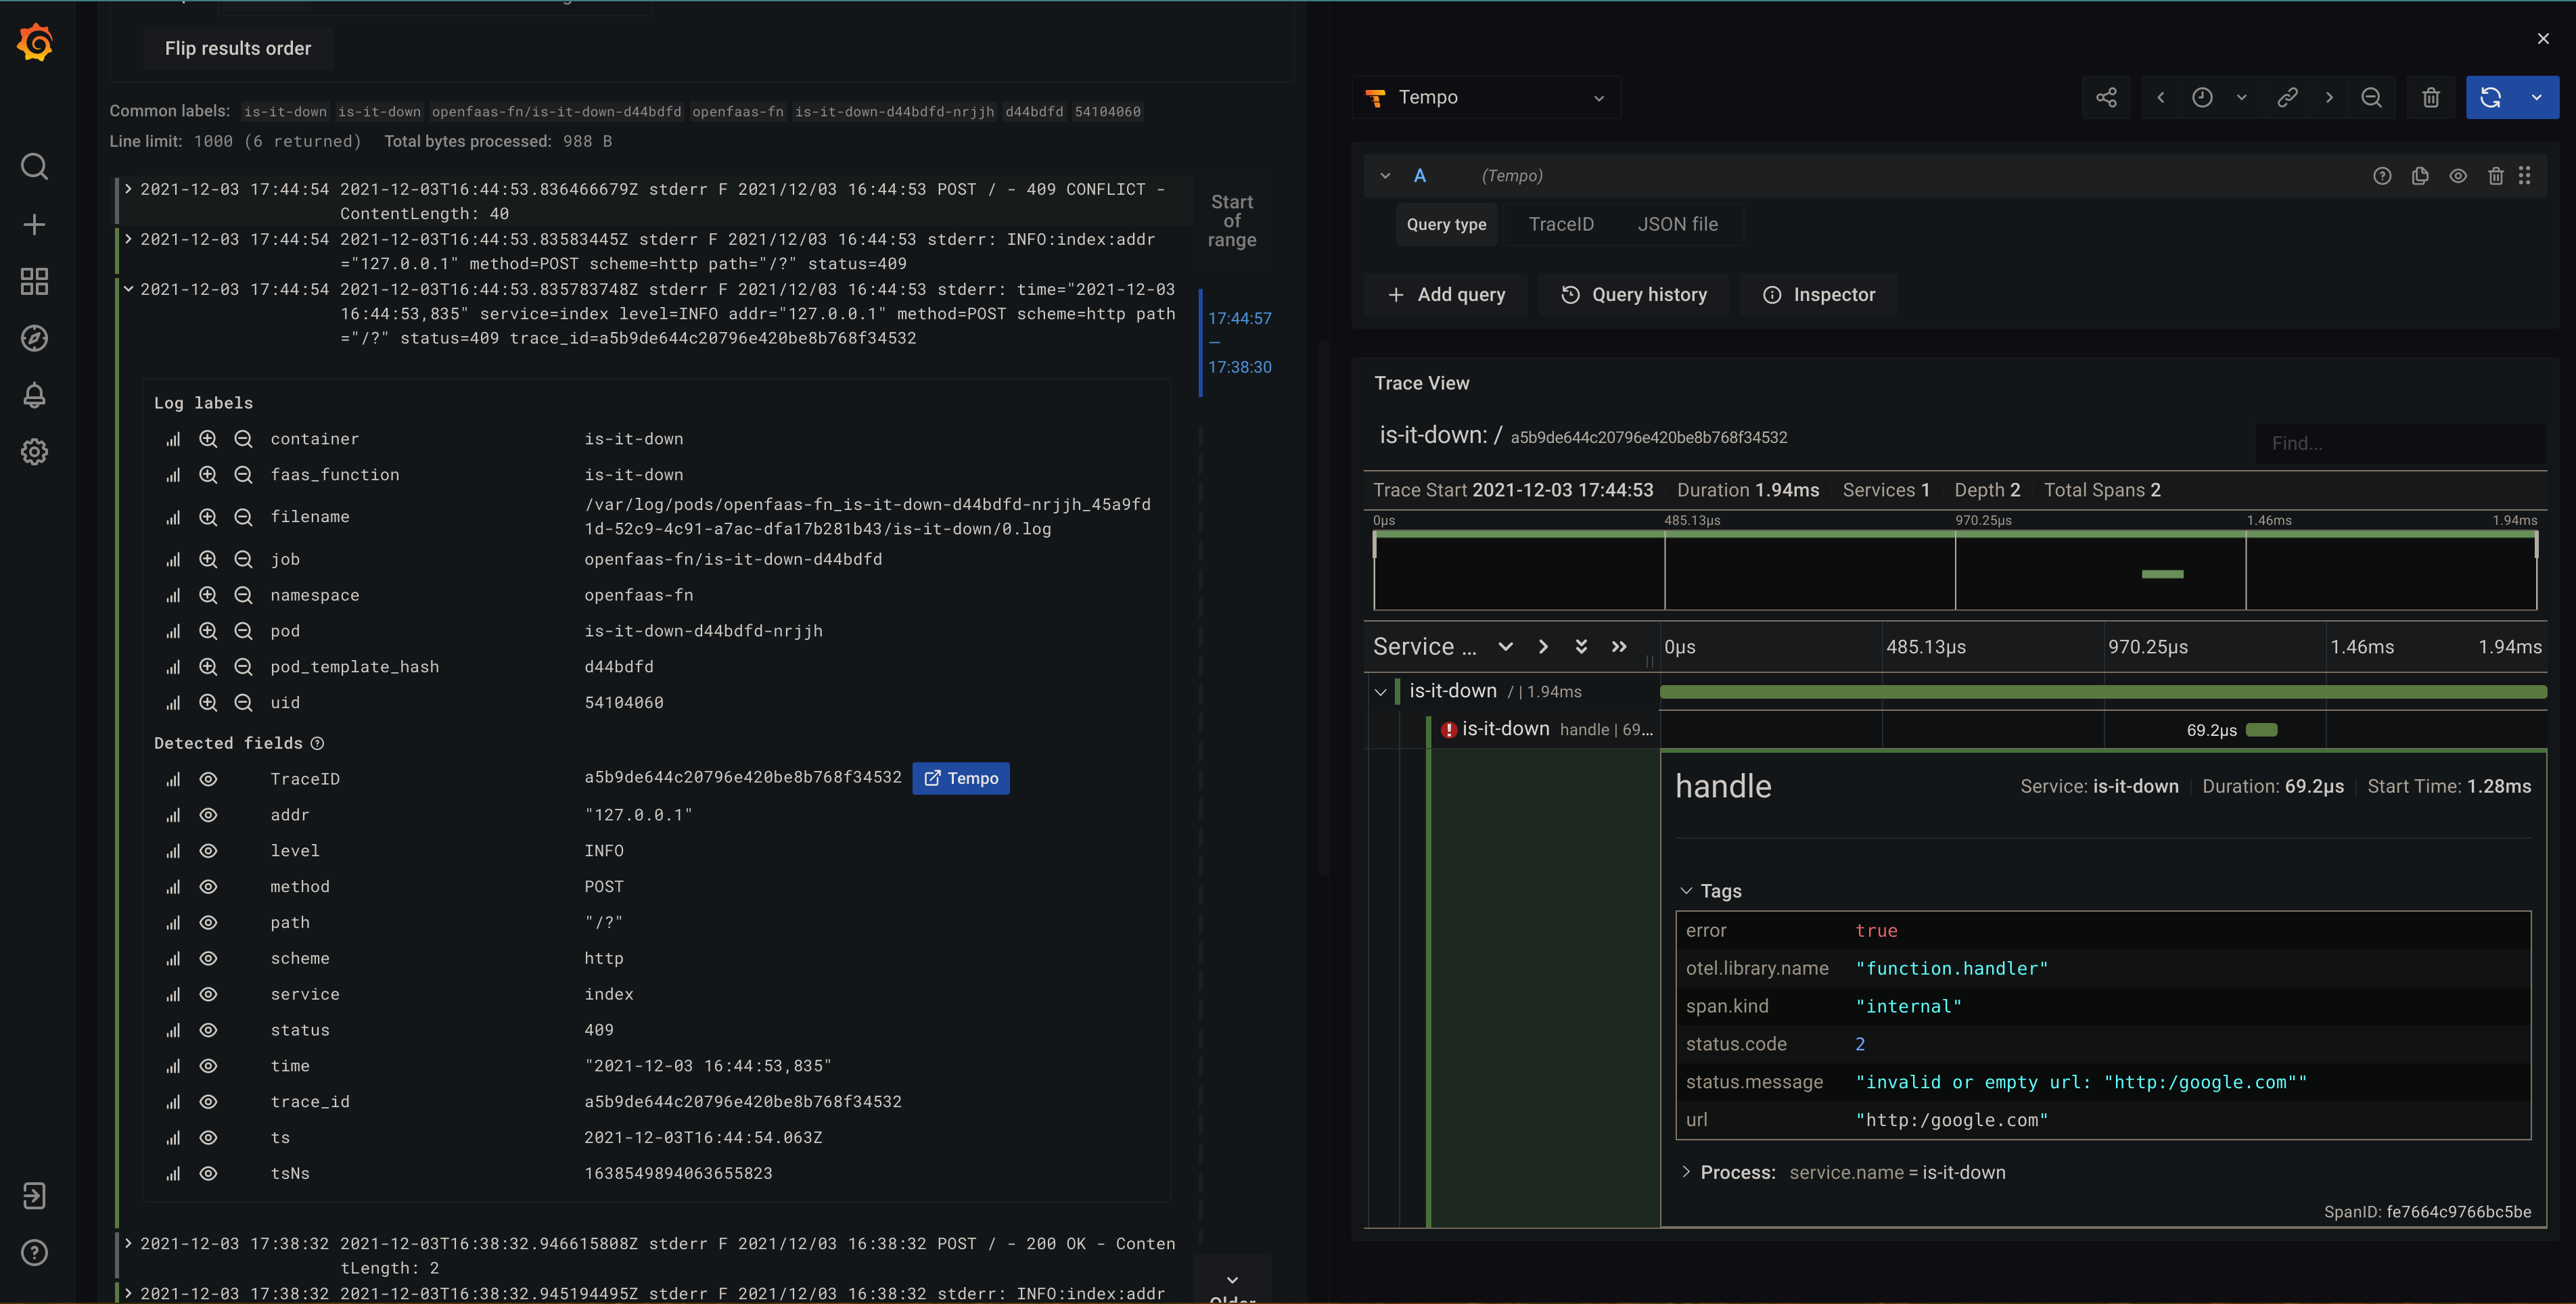 Flip results order
Common labels: is-it-down is-it-down openfaas-fn/is-it-down-d44bdfd openfaas-fn is-it-down-d44bdfd-nrjjh d44bdfd 54104060
Line limit: 1000 (6 returned) Total bytes processed: 988 B
2021-12-03 17:44:54 2021-12-03T16:44:53.836466679Z stderr F 2021/12/03 16:44:53 POST / - 409 CONFLICT -
ContentLength: 40
2021-12-03 17:44:54 2021-12-03T16:44:53.83583445Z stderr F 2021/12/03 16:44:53 stderr: INFO:index:addr
="127.0.0.1" method=POST scheme=http path="/?" status=409
2021-12-03 17:44:54 2021-12-03T16:44:53.835783748Z stderr F 2021/12/03 16:44:53 stderr: time="2021-12-03
16:44:53,835" service=index level=INFO addr="127.0.0.1" method=POST scheme=http path
="/?" status=409 trace_id=a5b9de644c20796e420be8b768f34532
Log labels
container is-it-down
faas_function is-it-down
filename /var/log/pods/openfaas-fn_is-it-down-d44bdfd-nrjjh_45a9fd
1d-52c9-4c91-a7ac-dfa17b281b43/is-it-down/0.log
job openfaas-fn/is-it-down-d44bdfd
namespace openfaas-fn
pod is-it-down-d44bdfd-nrjjh
pod_template_hash d44bdfd
uid 54104060
Detected fields
TraceID a5b9de644c20796e420be8b768f34532 Tempo
addr "127.0.0.1"
level INFO
method POST
path "/?"
scheme http
service index
status 409
time "2021-12-03 16:44:53,835"
trace_id a5b9de644c20796e420be8b768f34532
ts 2021-12-03T16:44:54.063Z
tsNs 1638549894063655823
2021-12-03 17:38:32 2021-12-03T16:38:32.946615808Z stderr F 2021/12/03 16:38:32 POST / - 200 OK - Conten
tLength: 2
2021-12-03 17:38:32 2021-12-03T16:38:32.945194495Z stderr F 2021/12/03 16:38:32 stderr: INFO:index:addr
Start
of
range
17:44:57
—
17:38:30
Older
Tempo
A (Tempo)
Query type TraceID JSON file
+ Add query Query history Inspector
Trace View
is-it-down: / a5b9de644c20796e420be8b768f34532
Find...
Trace Start 2021-12-03 17:44:53 Duration 1.94ms Services 1 Depth 2 Total Spans 2
0μs 485.13μs 970.25μs 1.46ms 1.94ms
Service ... 0μs 485.13μs 970.25μs 1.46ms 1.94ms
is-it-down / | 1.94ms
is-it-down handle | 69... 69.2μs
handle Service: is-it-down Duration: 69.2μs Start Time: 1.28ms
Tags
error true
otel.library.name "function.handler"
span.kind "internal"
status.code 2
status.message "invalid or empty url: "http:/google.com""
url "http:/google.com"
Process: service.name = is-it-down
SpanID: fe7664c9766bc5be